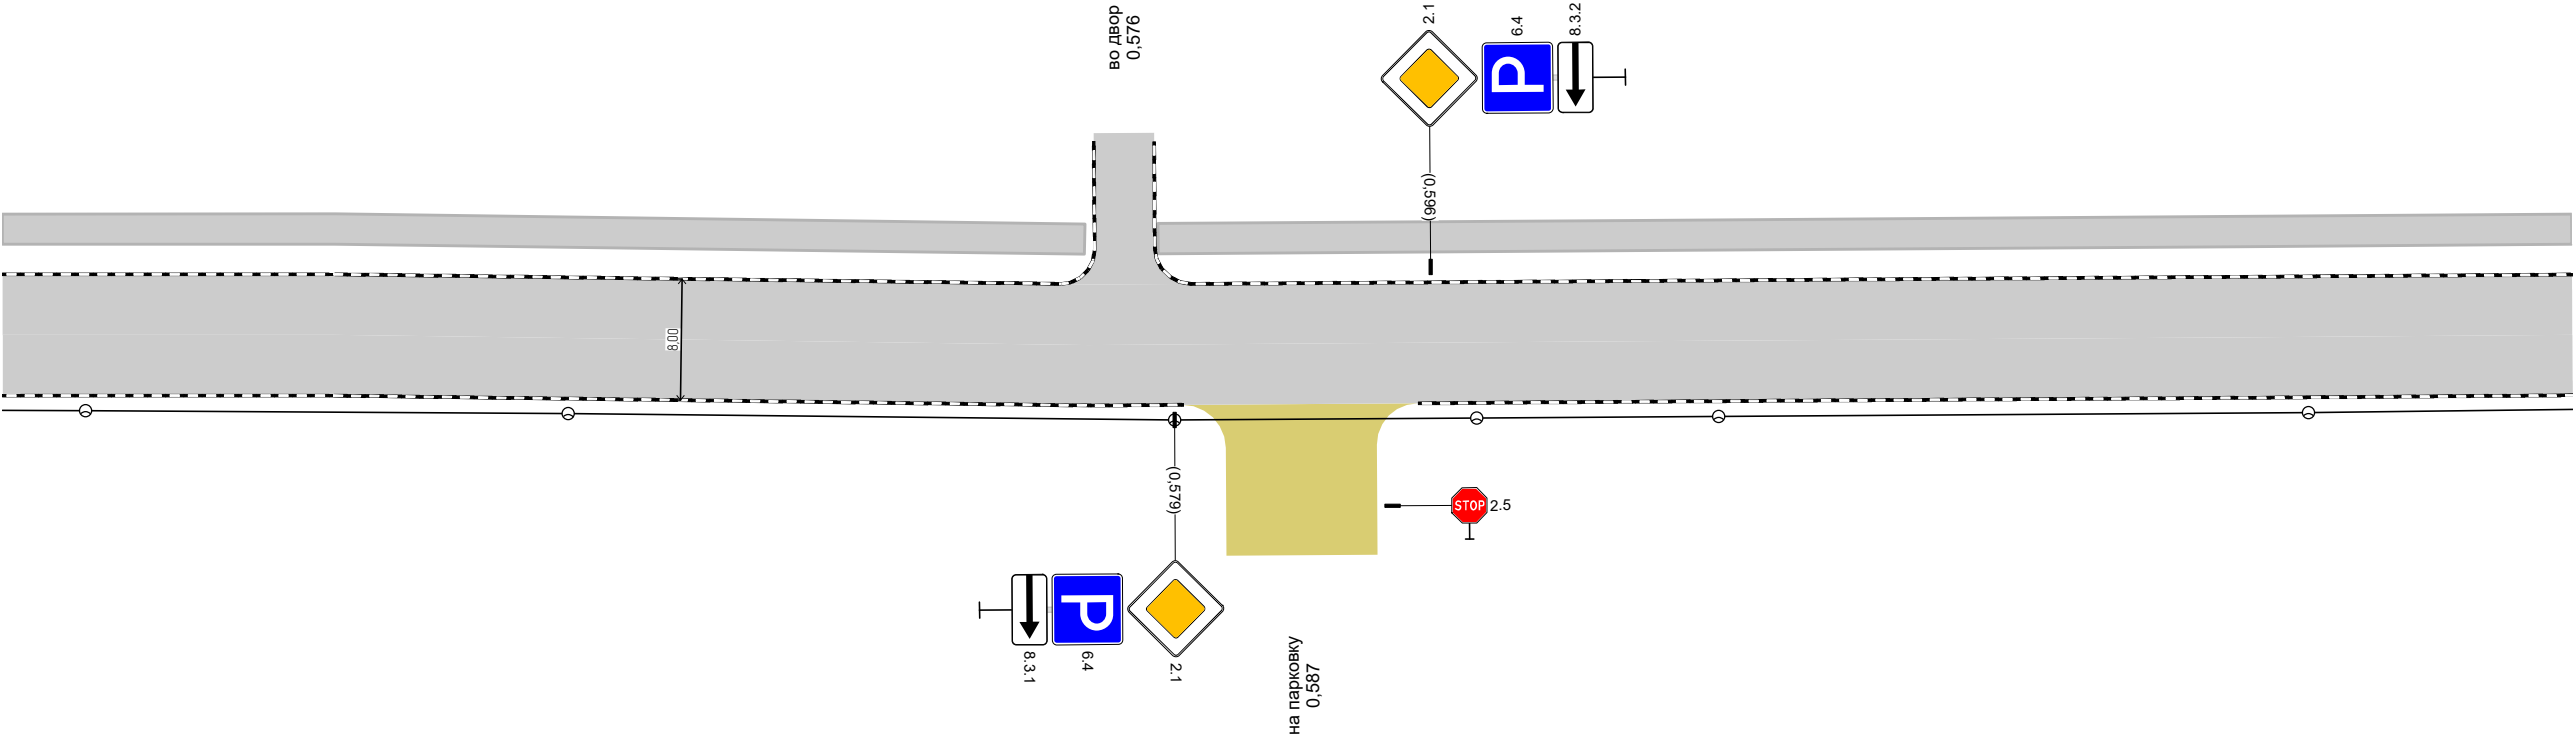 во двор
0,576
2.1
6.4
8.3.2
P
(0,596)
8,00
(0,579)
STOP
2.5
P
8.3.1
6.4
2.1
на парковку
0,587